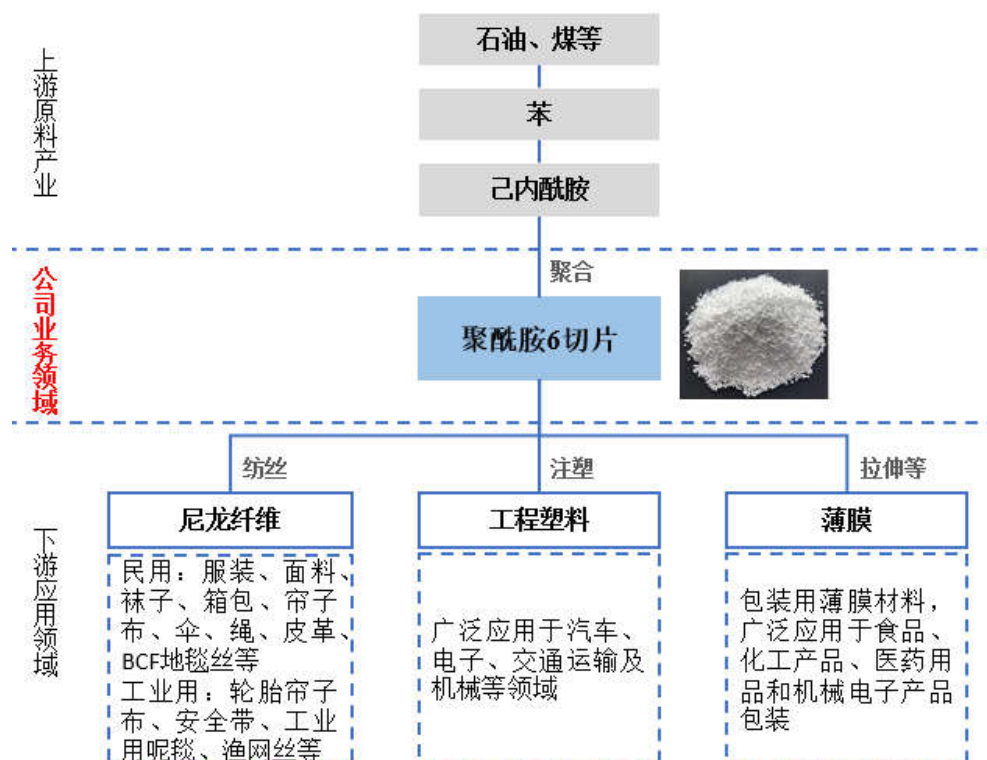 上游原料产业
石油、煤等
苯
己内酰胺
公司业务领域
聚合
聚酰胺6切片
下游应用领域
纺丝
注塑
拉伸等
尼龙纤维
工程塑料
薄膜
民用：服装、面料、
袜子、箱包、帘子
布、伞、绳、皮革、
BCF地毯丝等
工业用：轮胎帘子
布、安全带、工业
用呢毯、渔网丝等
广泛应用于汽车、
电子、交通运输及
机械等领域
包装用薄膜材料，
广泛应用于食品、
化工产品、医药用
品和机械电子产品
包装